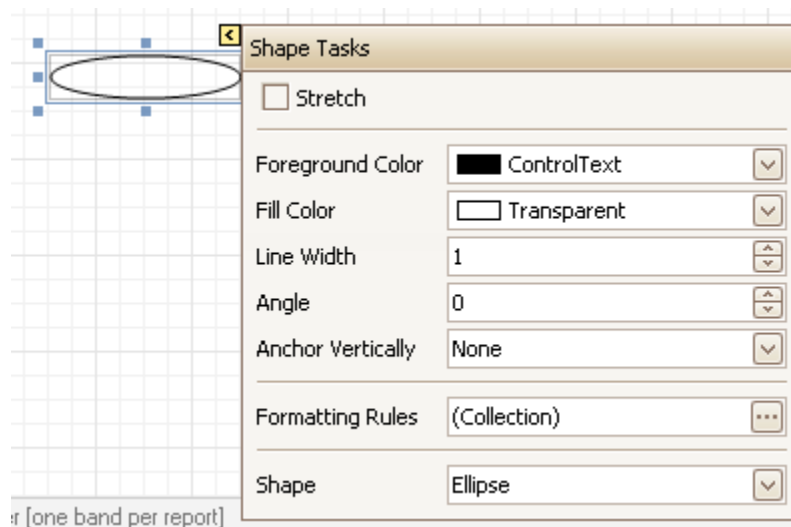 Shape Tasks
Stretch
Foreground Color ControlText
Fill Color Transparent
Line Width 1
Angle 0
Anchor Vertically None
Formatting Rules (Collection)
Shape Ellipse
[one band per report]